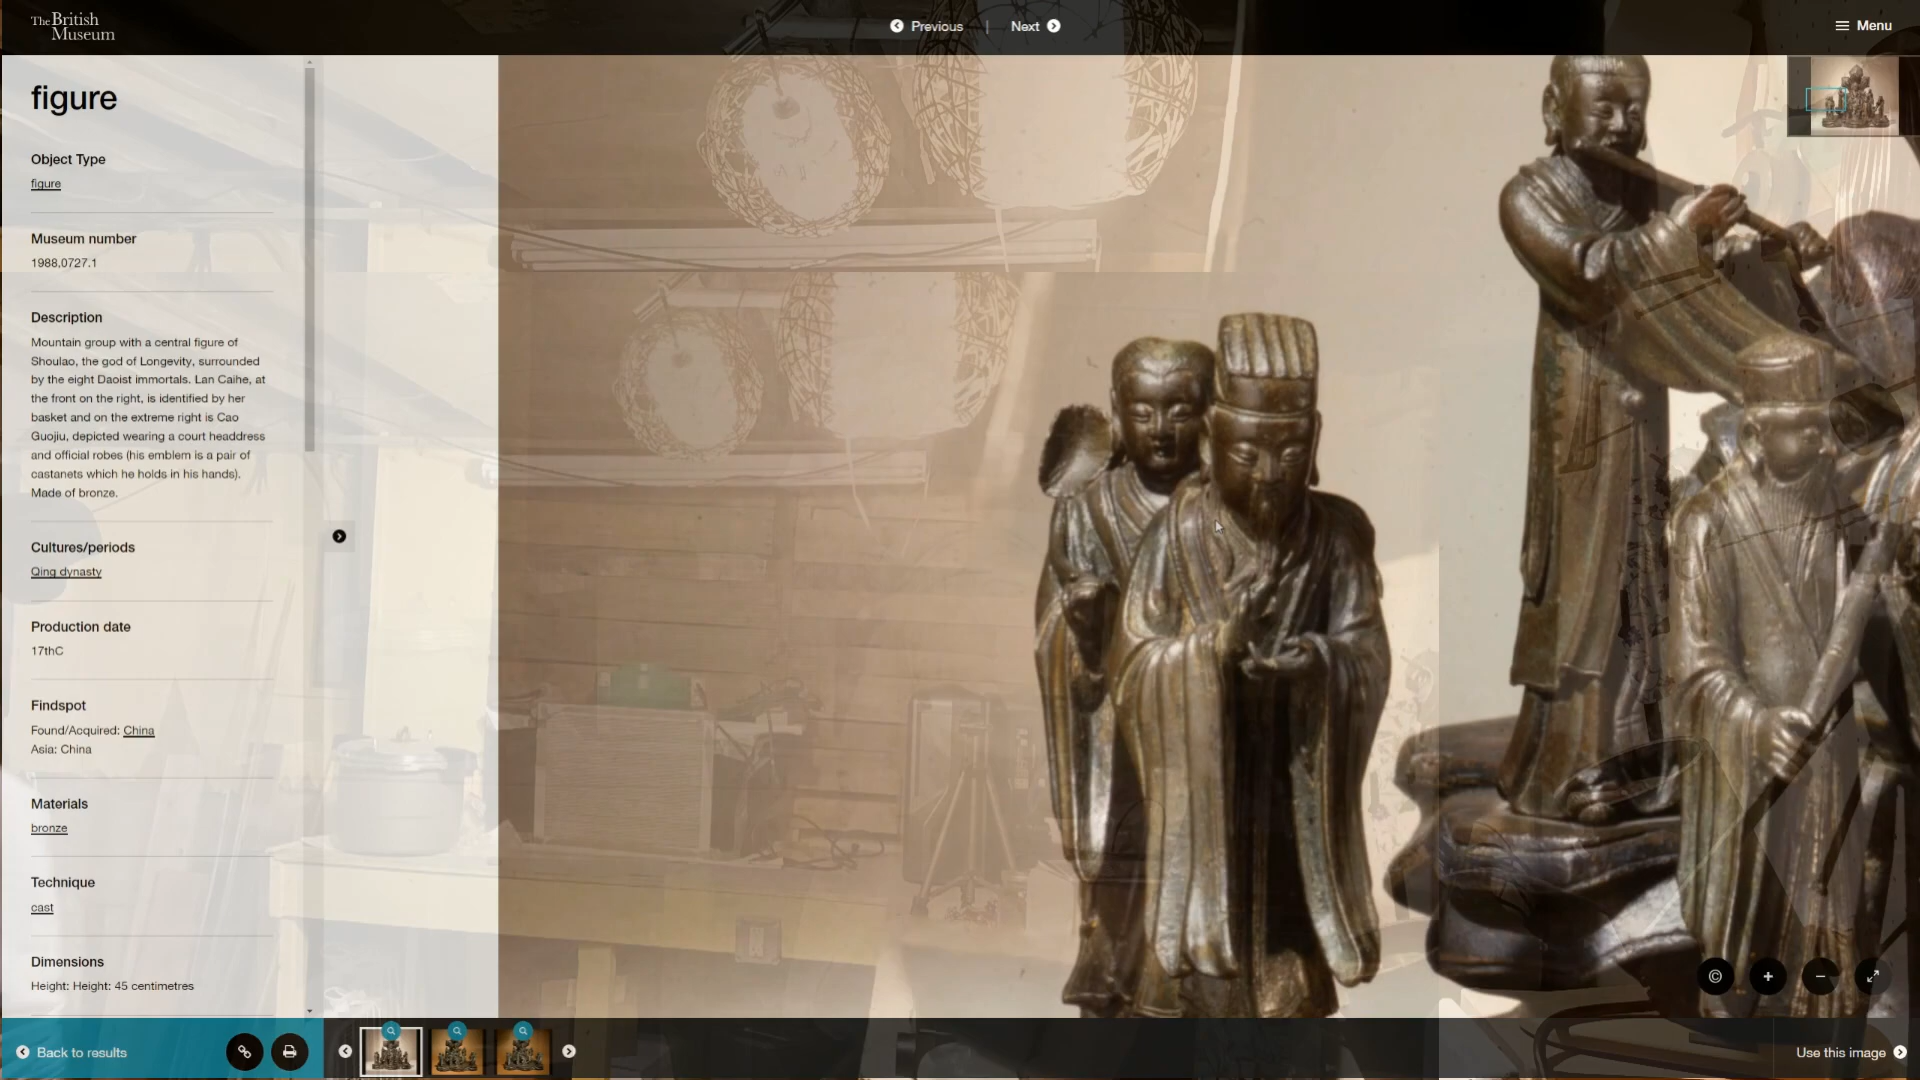 The British
Museum
Previous | Next
Menu
figure
Object Type
figure
Museum number
1988,0727.1
Description
Mountain group with a central figure of
Shoulao, the god of Longevity, surrounded
by the eight Daoist immortals. Lan Caihe, at
the front on the right, is identified by her
basket and on the extreme right is Cao
Guojiu, depicted wearing a court headdress
and official robes (his emblem is a pair of
castanets which he holds in his hands).
Made of bronze.
Cultures/periods
Qing dynasty
Production date
17thC
Findspot
Found/Acquired: China
Asia: China
Materials
bronze
Technique
cast
Dimensions
Height: Height: 45 centimetres
Back to results
Use this image